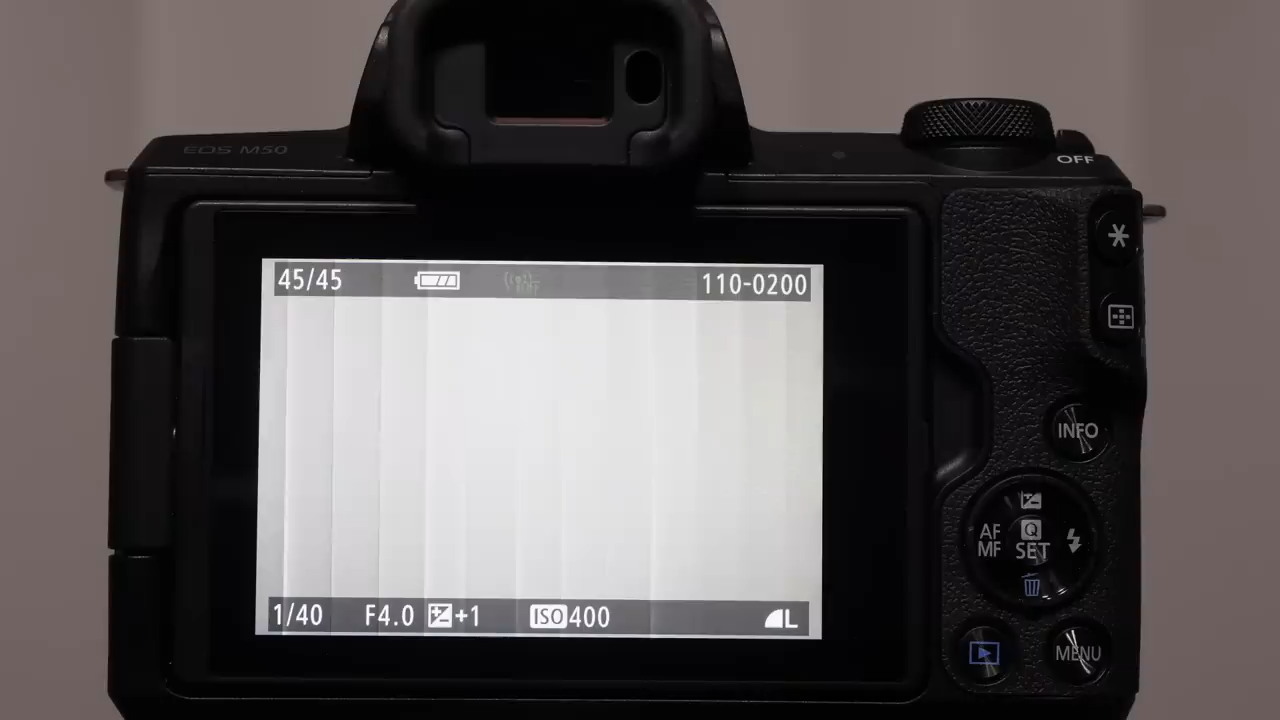 EOS M50
OFF
45/45 110-0200
INFO
AF
MF
Q
SET
1/40 F4.0 +1 ISO400 L
MENU